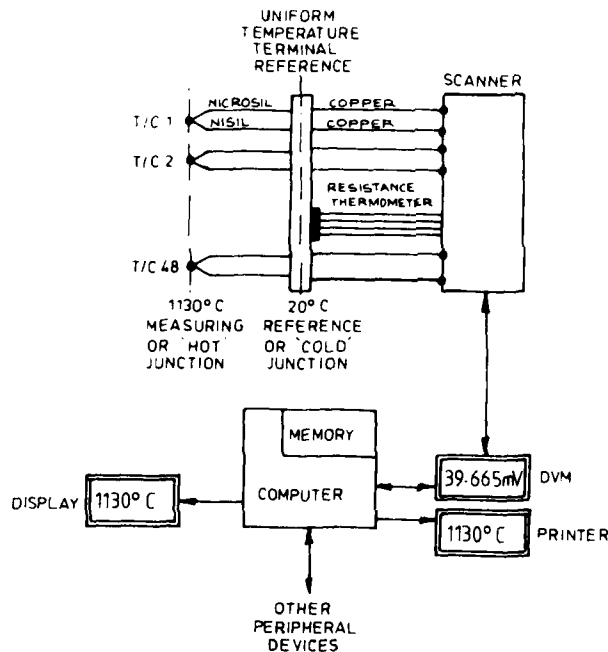 UNIFORM
TEMPERATURE
TERMINAL
REFERENCE
SCANNER
T/C 1
NICROSIL
NISIL
COPPER
COPPER
T/C 2
RESISTANCE
THERMOMETER
T/C 48
1130°C
MEASURING
OR 'HOT'
JUNCTION
20°C
REFERENCE
OR 'COLD'
JUNCTION
MEMORY
COMPUTER
DISPLAY
1130°C
39.665mV
DVM
1130°C
PRINTER
OTHER
PERIPHERAL
DEVICES